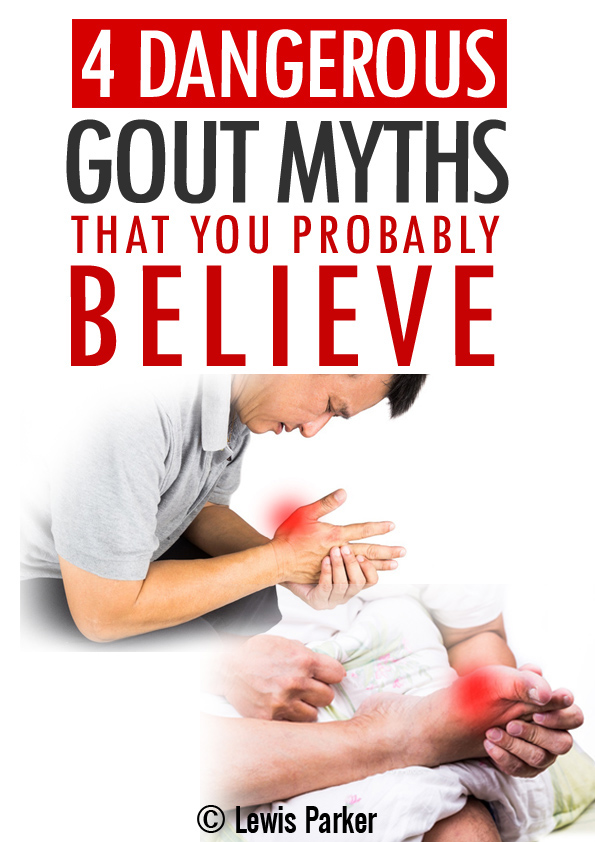 4 DANGEROUS
GOUT MYTHS
THAT YOU PROBABLY
BELIEVE
© Lewis Parker